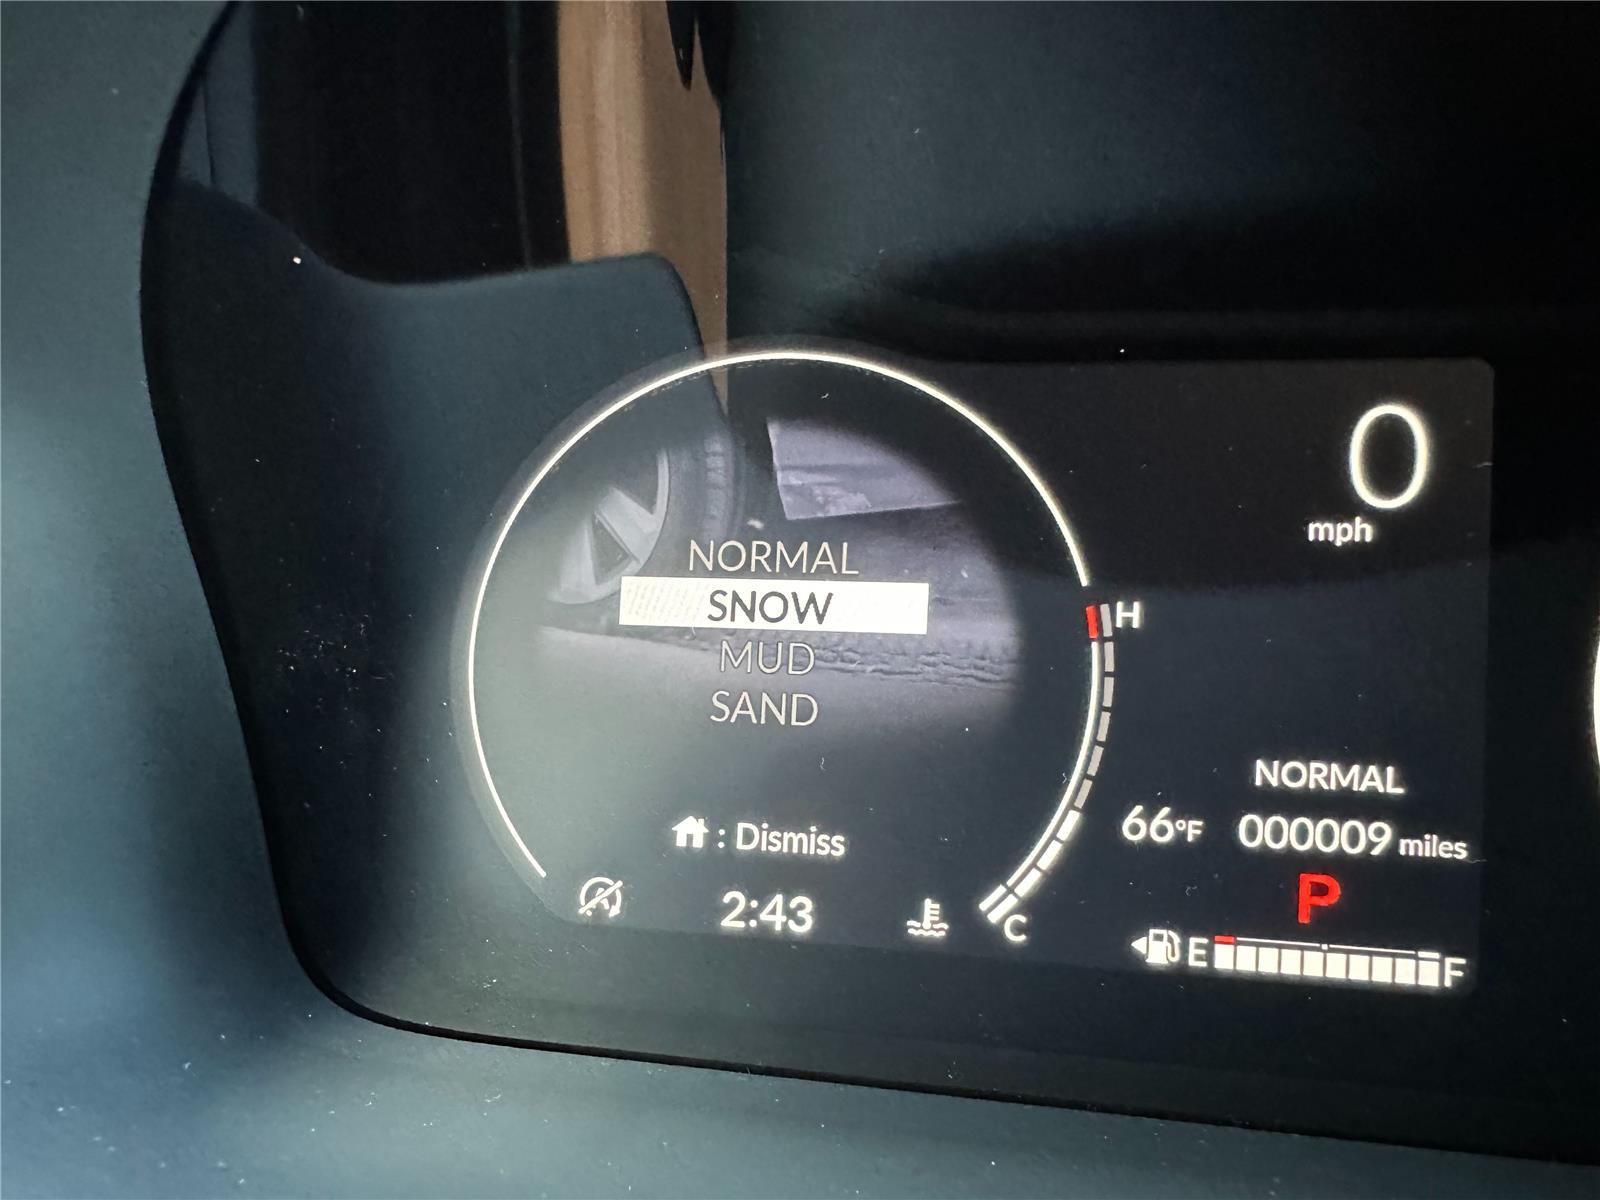 0
mph
NORMAL
SNOW
MUD
SAND
H
NORMAL
66°F 000009 miles
: Dismiss
P
2:43
C
E F